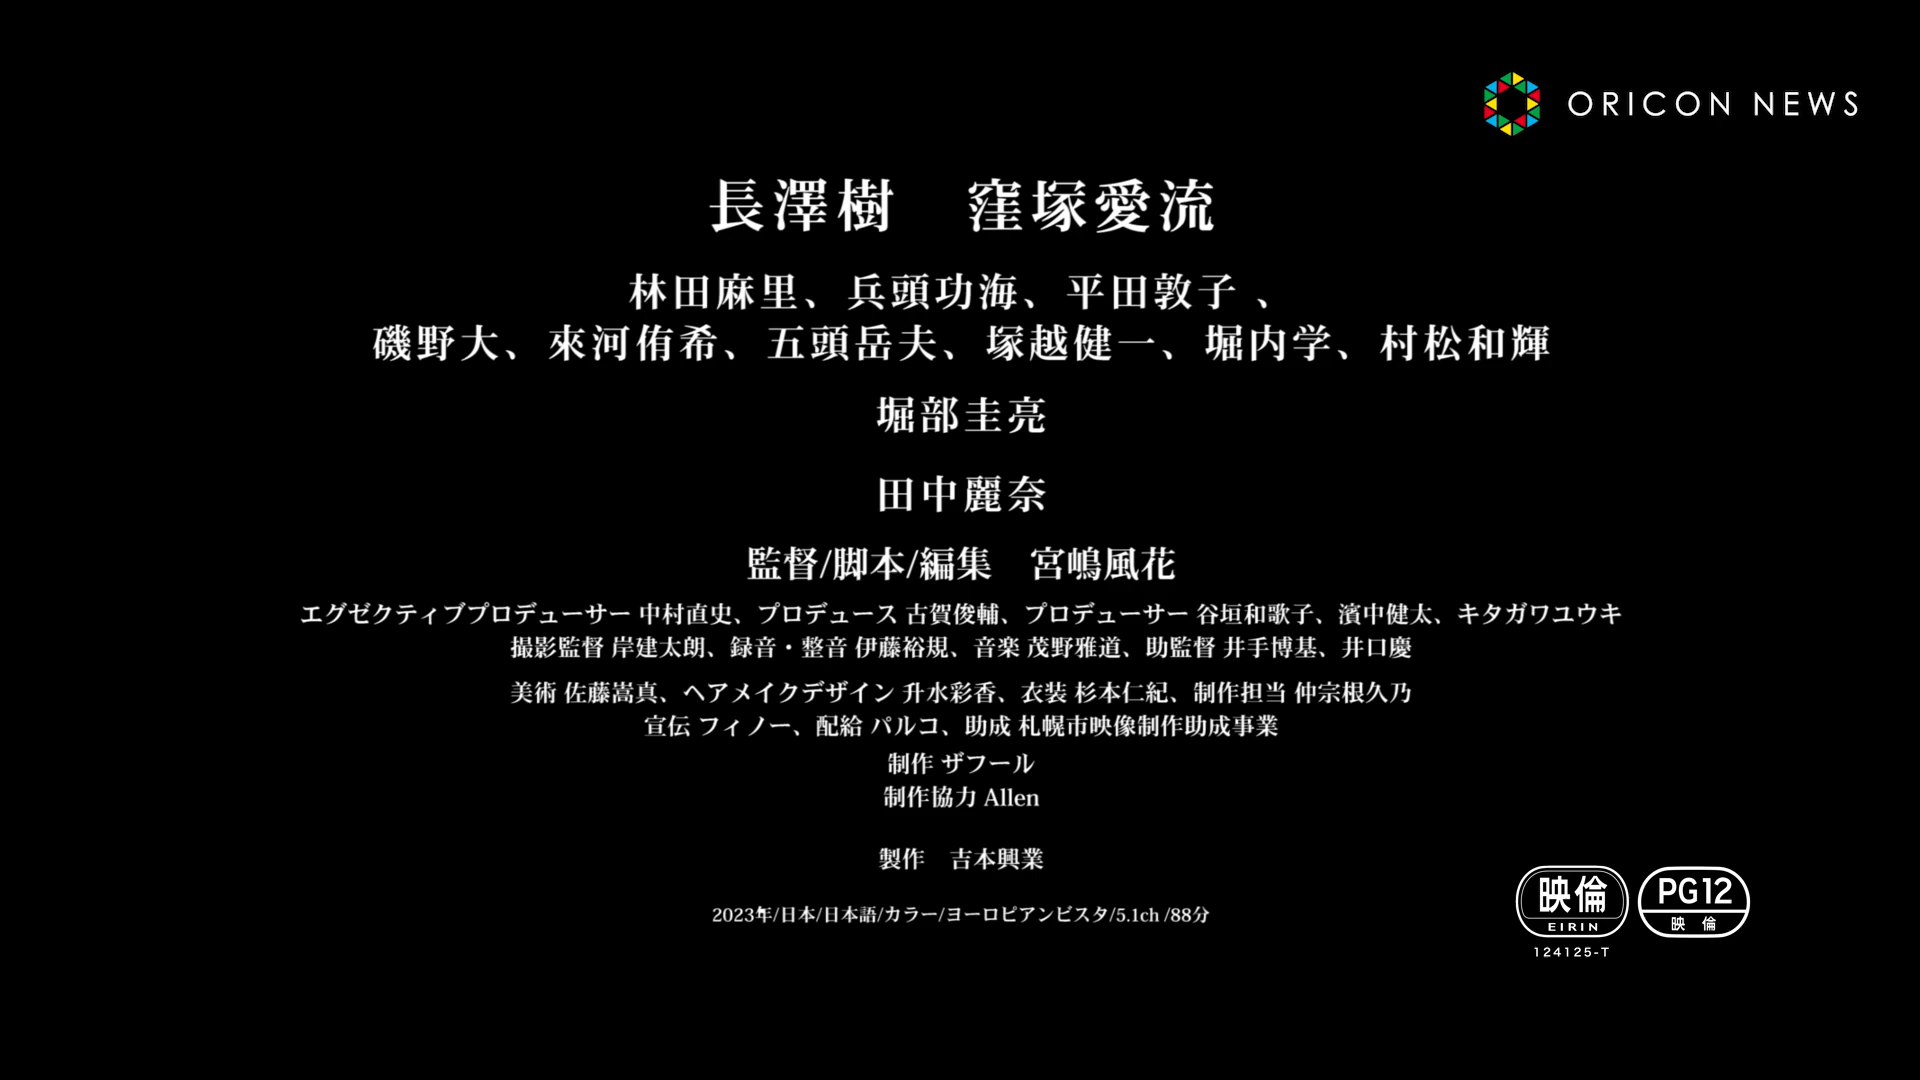 ORICON NEWS
長澤樹　窪塚愛流
林田麻里、兵頭功海、平田敦子 、
磯野大、來河侑希、五頭岳夫、塚越健一、堀内学、村松和輝
堀部圭亮
田中麗奈
監督/脚本/編集　宮嶋風花
エグゼクティブプロデューサー 中村直史、プロデュース 古賀俊輔、プロデューサー 谷垣和歌子、濱中健太、キタガワユウキ
撮影監督 岸建太朗、録音・整音 伊藤裕規、音楽 茂野雅道、助監督 井手博基、井口慶
美術 佐藤嵩真、ヘアメイクデザイン 升水彩香、衣装 杉本仁紀、制作担当 仲宗根久乃
宣伝 フィノー、配給 パルコ、助成 札幌市映像制作助成事業
制作 ザフール
制作協力 Allen
製作　吉本興業
2023年/日本/日本語/カラー/ヨーロピアンビスタ/5.1ch /88分
映倫
EIRIN
124125-T
PG12
映倫